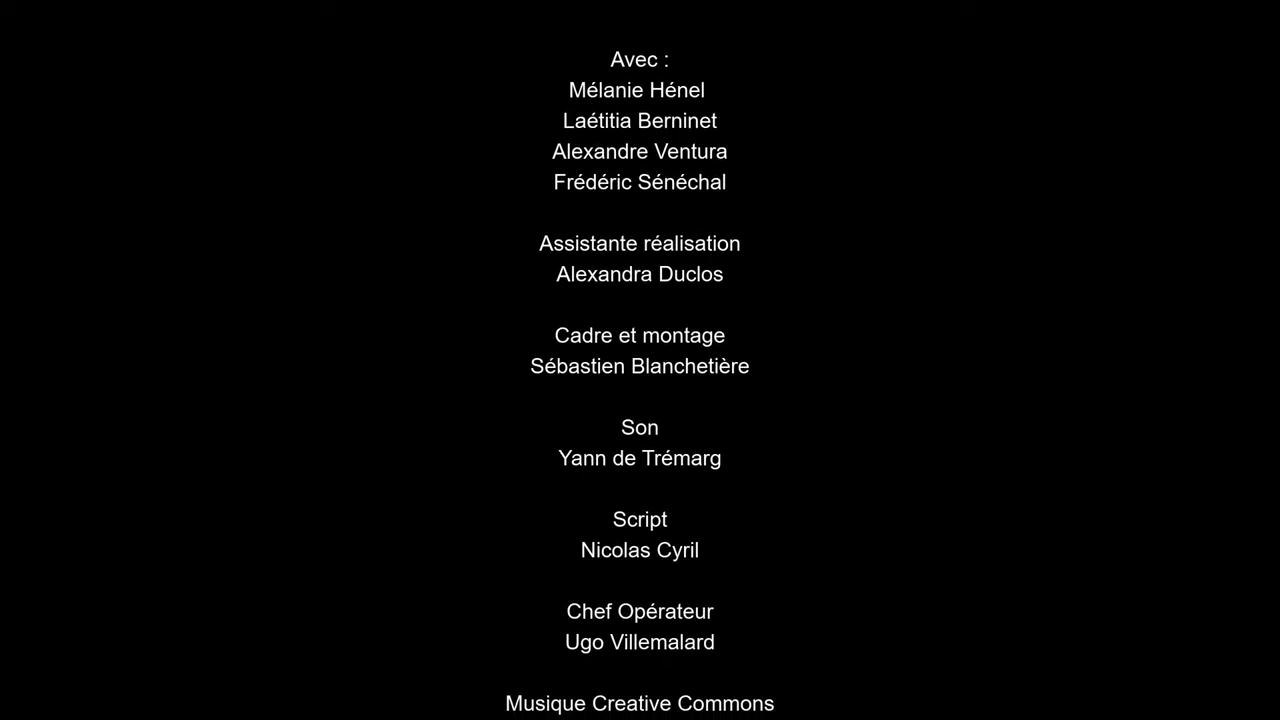 Avec :
Mélanie Hénel
Laétitia Berninet
Alexandre Ventura
Frédéric Sénéchal
Assistante réalisation
Alexandra Duclos
Cadre et montage
Sébastien Blanchetière
Son
Yann de Trémarg
Script
Nicolas Cyril
Chef Opérateur
Ugo Villemalard
Musique Creative Commons